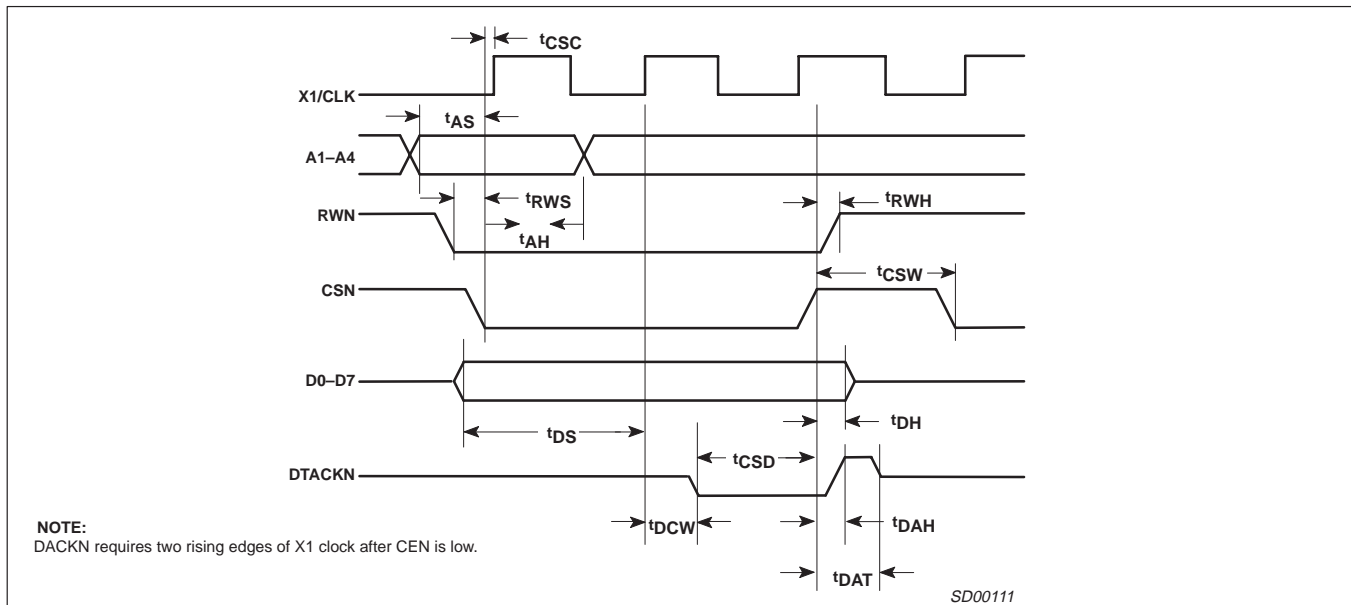 tCSC
X1/CLK
tAS
A1–A4
tRWS
RWN
tRWH
tAH
tCSW
CSN
D0–D7
tDH
tDS
tCSD
DTACKN
tDCW
tDAH
NOTE:
DACKN requires two rising edges of X1 clock after CEN is low.
tDAT
SD00111